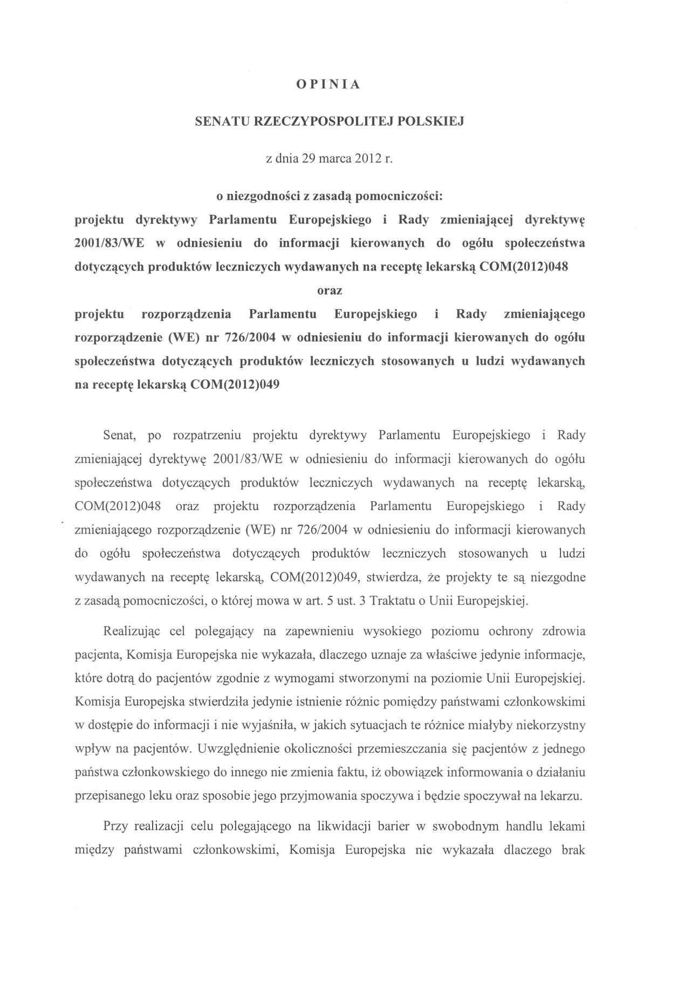 O P I N I A
SENATU RZECZYPOSPOLITEJ POLSKIEJ
z dnia 29 marca 2012 r.
o niezgodności z zasadą pomocniczości:
projektu dyrektywy Parlamentu Europejskiego i Rady zmieniającej dyrektywę
2001/83/WE w odniesieniu do informacji kierowanych do ogółu społeczeństwa
dotyczących produktów leczniczych wydawanych na receptę lekarską COM(2012)048
oraz
projektu rozporządzenia Parlamentu Europejskiego i Rady zmieniającego
rozporządzenie (WE) nr 726/2004 w odniesieniu do informacji kierowanych do ogółu
społeczeństwa dotyczących produktów leczniczych stosowanych u ludzi wydawanych
na receptę lekarską COM(2012)049
Senat, po rozpatrzeniu projektu dyrektywy Parlamentu Europejskiego i Rady
zmieniającej dyrektywę 2001/83/WE w odniesieniu do informacji kierowanych do ogółu
społeczeństwa dotyczących produktów leczniczych wydawanych na receptę lekarską,
COM(2012)048 oraz projektu rozporządzenia Parlamentu Europejskiego i Rady
zmieniającego rozporządzenie (WE) nr 726/2004 w odniesieniu do informacji kierowanych
do ogółu społeczeństwa dotyczących produktów leczniczych stosowanych u ludzi
wydawanych na receptę lekarską, COM(2012)049, stwierdza, że projekty te są niezgodne
z zasadą pomocniczości, o której mowa w art. 5 ust. 3 Traktatu o Unii Europejskiej.
Realizując cel polegający na zapewnieniu wysokiego poziomu ochrony zdrowia
pacjenta, Komisja Europejska nie wykazała, dlaczego uznaje za właściwe jedynie informacje,
które dotrą do pacjentów zgodnie z wymogami stworzonymi na poziomie Unii Europejskiej.
Komisja Europejska stwierdziła jedynie istnienie różnic pomiędzy państwami członkowskimi
w dostępie do informacji i nie wyjaśniła, w jakich sytuacjach te różnice miałyby niekorzystny
wpływ na pacjentów. Uwzględnienie okoliczności przemieszczania się pacjentów z jednego
państwa członkowskiego do innego nie zmienia faktu, iż obowiązek informowania o działaniu
przepisanego leku oraz sposobie jego przyjmowania spoczywa i będzie spoczywał na lekarzu.
Przy realizacji celu polegającego na likwidacji barier w swobodnym handlu lekami
między państwami członkowskimi, Komisja Europejska nie wykazała dlaczego brak